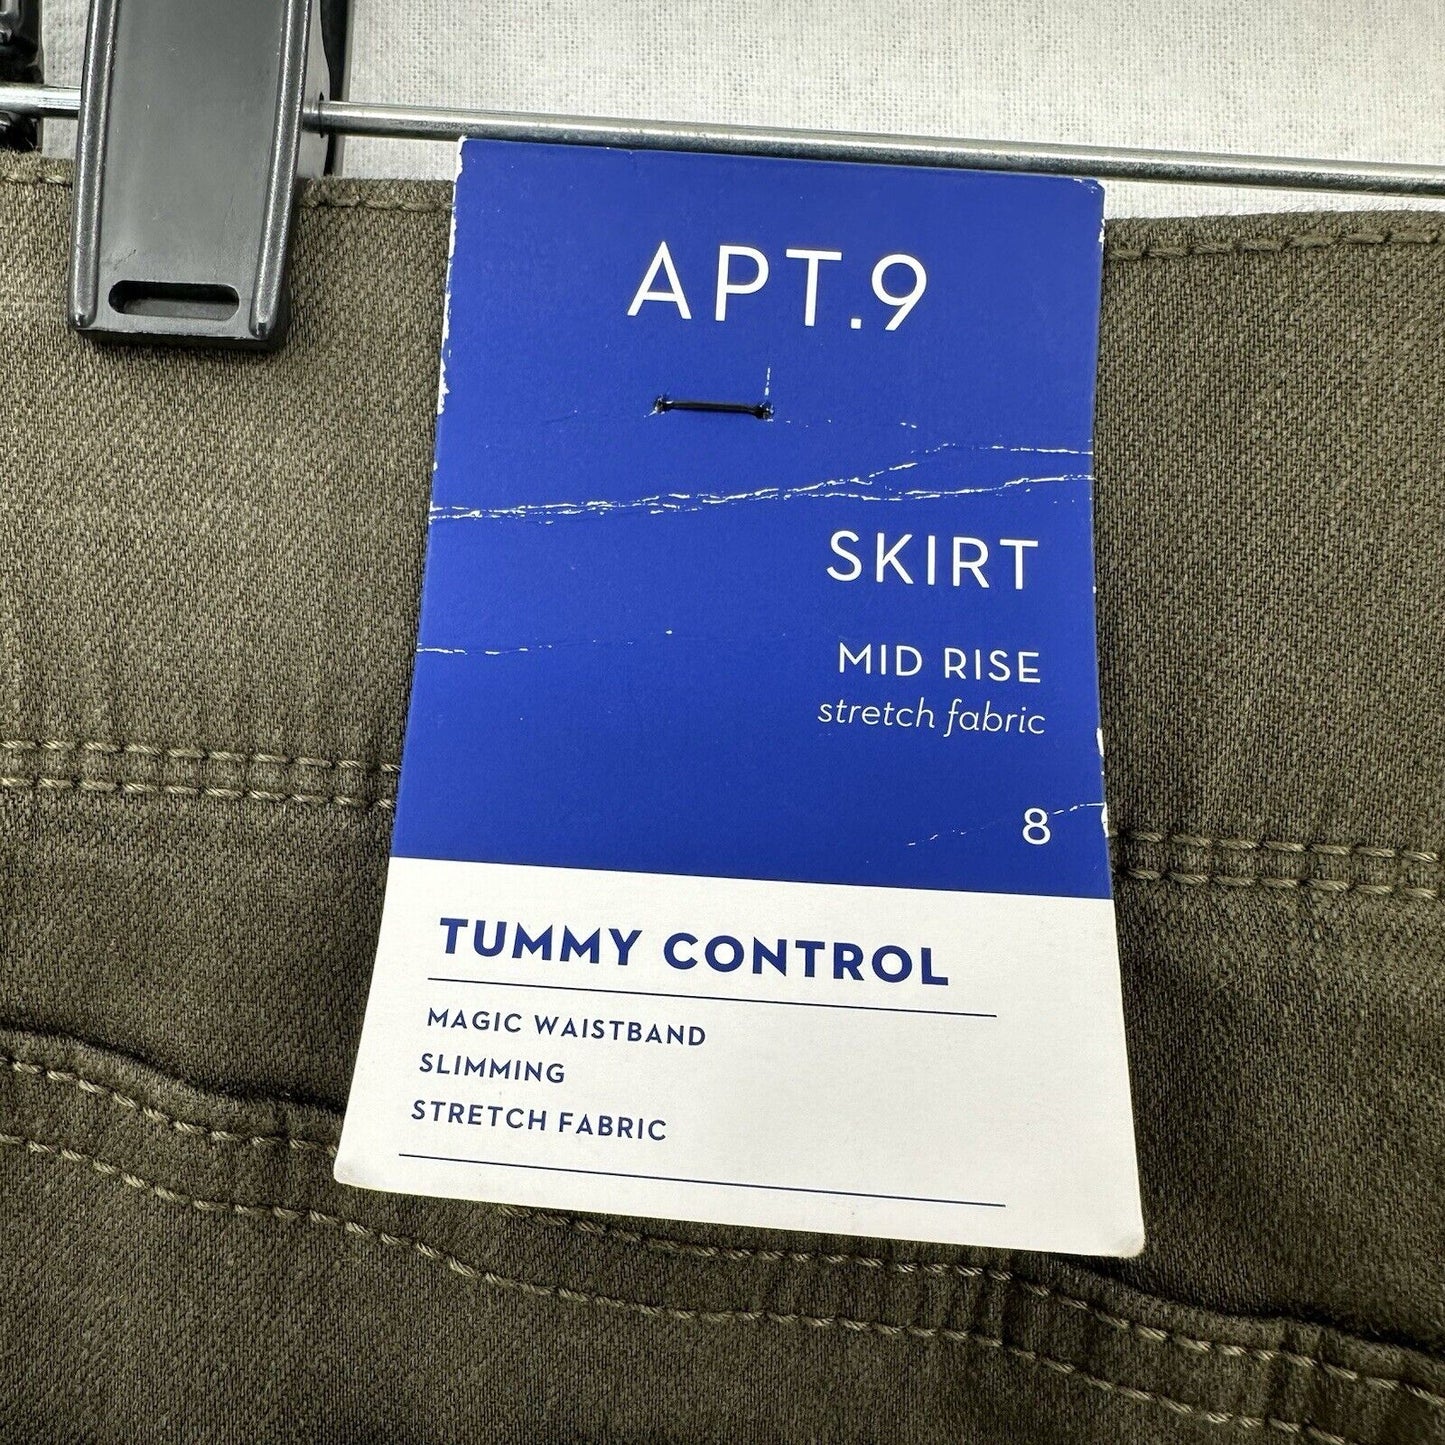 APT.9
SKIRT
MID RISE
stretch fabric
8
TUMMY CONTROL
MAGIC WAISTBAND
SLIMMING
STRETCH FABRIC